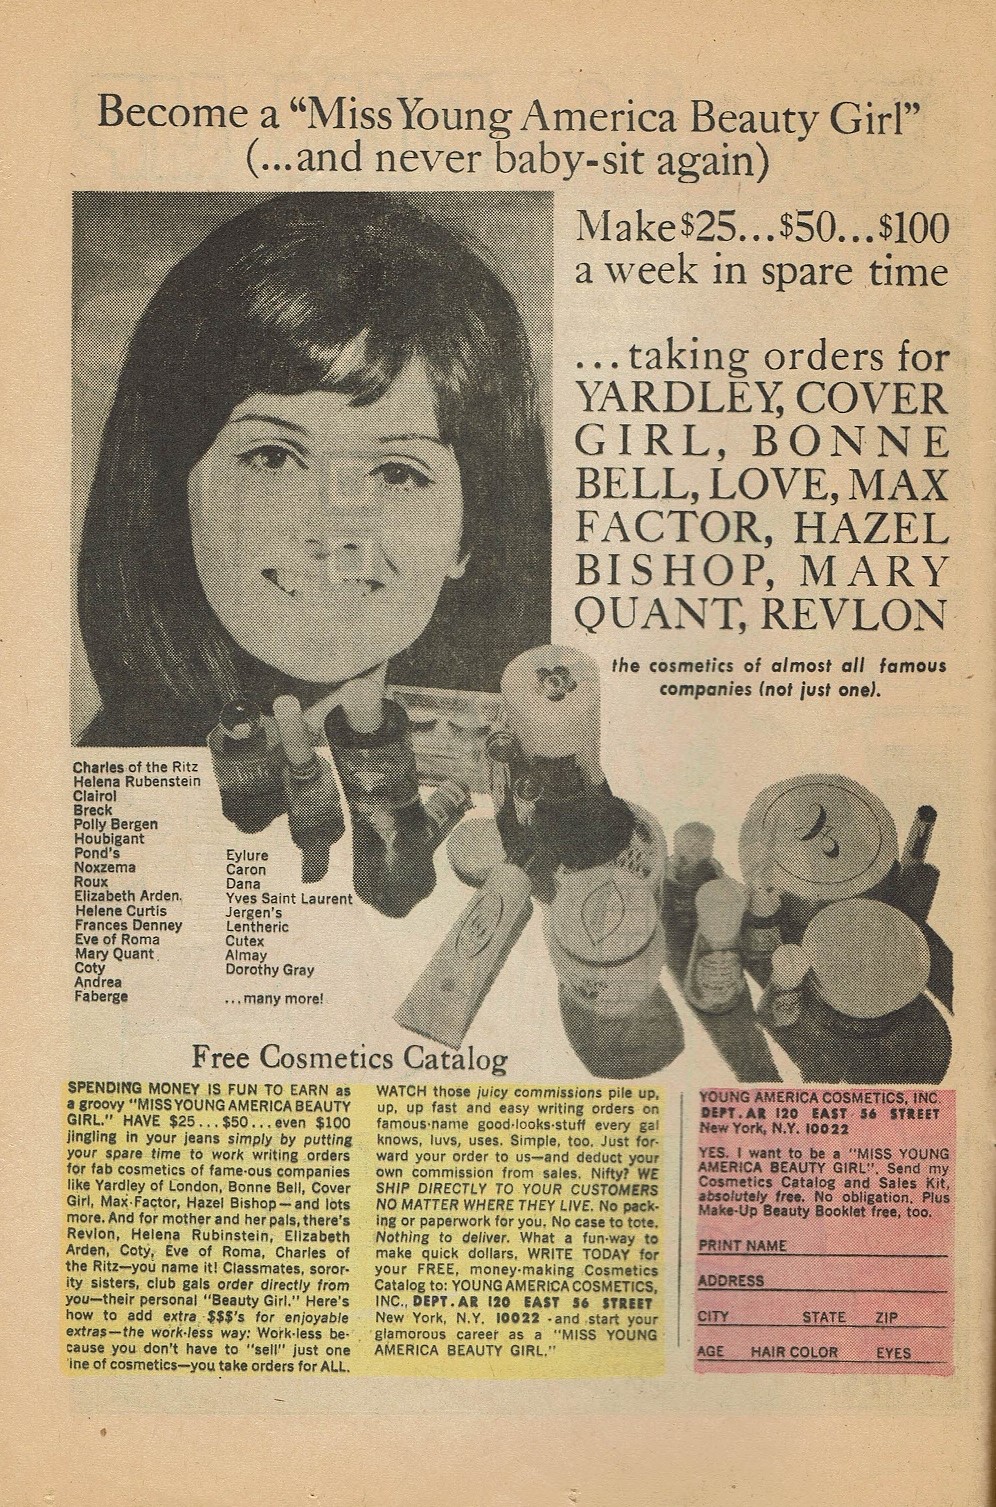 Become a “Miss Young America Beauty Girl”
(...and never baby-sit again)
Make $25...$50...$100
a week in spare time
...taking orders for
YARDLEY, COVER
GIRL, BONNE
BELL, LOVE, MAX
FACTOR, HAZEL
BISHOP, MARY
QUANT, REVLON
the cosmetics of almost all famous
companies (not just one).
Charles of the Ritz
Helena Rubenstein
Clairol
Breck
Polly Bergen
Houbigant
Pond's
Noxzema
Roux
Elizabeth Arden
Helene Curtis
Frances Denney
Eve of Roma
Mary Quant
Coty
Andrea
Faberge
Eylure
Caron
Dana
Yves Saint Laurent
Jergen's
Lentheric
Cutex
Almay
Dorothy Gray
...many more!
Free Cosmetics Catalog
SPENDING MONEY IS FUN TO EARN as
a groovy "MISS YOUNG AMERICA BEAUTY
GIRL." HAVE $25...$50...even $100
jingling in your jeans simply by putting
your spare time to work writing orders
for fab cosmetics of fame-ous companies
like Yardley of London, Bonne Bell, Cover
Girl, Max Factor, Hazel Bishop—and lots
more. And for mother and her pals, there's
Revlon, Helena Rubinstein, Elizabeth
Arden, Coty, Eve of Roma, Charles of
the Ritz—you name it! Classmates, soror-
ity sisters, club gals order directly from
you—their personal "Beauty Girl." Here's
how to add extra $$$'s for enjoyable
extras—the work-less way: Work-less be-
cause you don't have to "sell" just one
ine of cosmetics—you take orders for ALL.
WATCH those juicy commissions pile up,
up, up fast and easy writing orders on
famous-name good-looks-stuff every gal
knows, luvs, uses. Simple, too. Just for-
ward your order to us—and deduct your
own commission from sales. Nifty? WE
SHIP DIRECTLY TO YOUR CUSTOMERS
NO MATTER WHERE THEY LIVE. No pack-
ing or paperwork for you. No case to tote.
Nothing to deliver. What a fun-way to
make quick dollars, WRITE TODAY for
your FREE, money-making Cosmetics
Catalog to: YOUNG AMERICA COSMETICS,
INC., DEPT. AR 120 EAST 56 STREET
New York, N.Y. 10022 - and start your
glamorous career as a "MISS YOUNG
AMERICA BEAUTY GIRL."
YOUNG AMERICA COSMETICS, INC.
DEPT. AR 120 EAST 56 STREET
New York, N.Y. 10022
YES. I want to be a "MISS YOUNG
AMERICA BEAUTY GIRL". Send my
Cosmetics Catalog and Sales Kit,
absolutely free. No obligation. Plus
Make-Up Beauty Booklet free, too.
PRINT NAME
ADDRESS
CITY STATE ZIP
AGE HAIR COLOR EYES